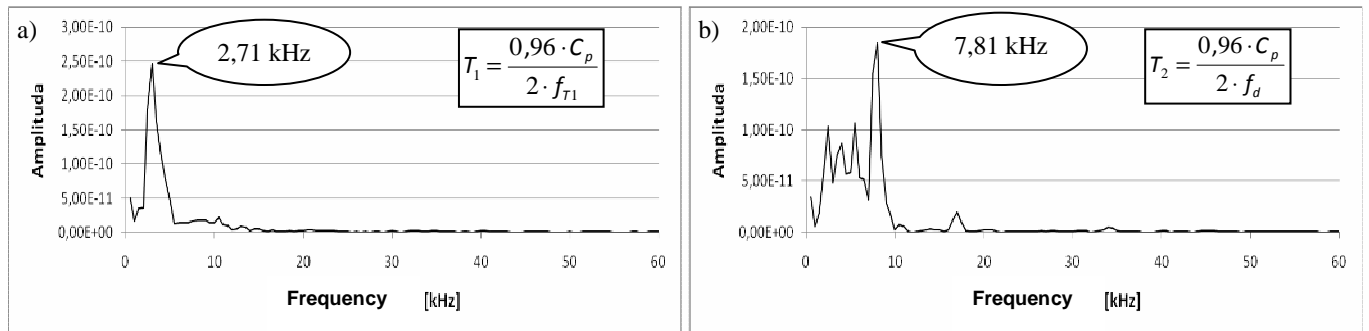 a)
3,00E-10
2,50E-10
2,00E-10
1,50E-10
1,00E-10
5,00E-11
0,00E+00
Amplituda
2,71 kHz
T₁ = 0,96 · Cₚ / 2 · f_T1
0 10 20 30 40 50 60
Frequency [kHz]
b)
2,00E-10
1,50E-10
1,00E-10
5,00E-11
0,00E+00
Amplituda
7,81 kHz
T₂ = 0,96 · Cₚ / 2 · f_d
0 10 20 30 40 50 60
Frequency [kHz]